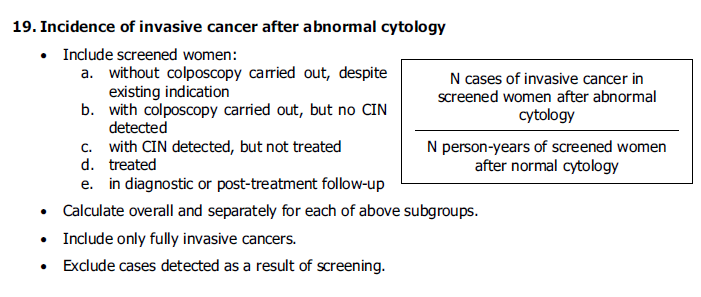 19. Incidence of invasive cancer after abnormal cytology
• Include screened women:
a. without colposcopy carried out, despite
existing indication
b. with colposcopy carried out, but no CIN
detected
c. with CIN detected, but not treated
d. treated
e. in diagnostic or post-treatment follow-up
N cases of invasive cancer in
screened women after abnormal
cytology
N person-years of screened women
after normal cytology
• Calculate overall and separately for each of above subgroups.
• Include only fully invasive cancers.
• Exclude cases detected as a result of screening.